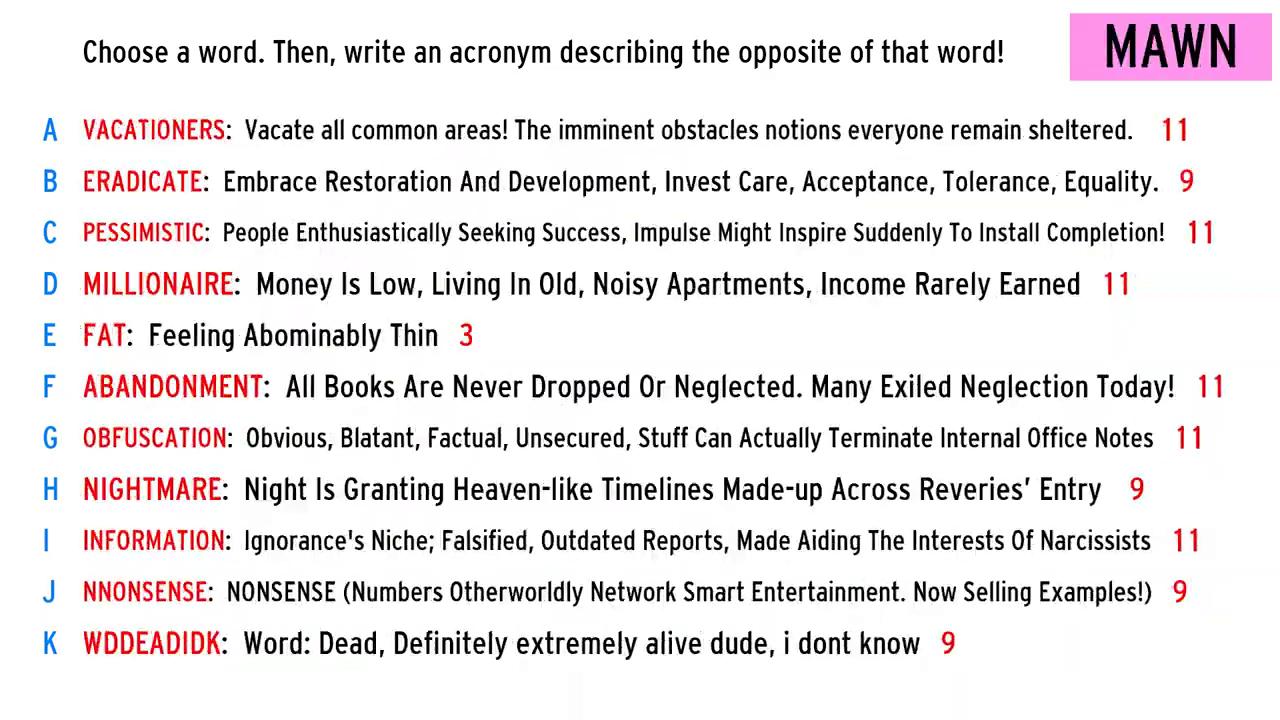 Choose a word. Then, write an acronym describing the opposite of that word!
MAWN
A VACATIONERS: Vacate all common areas! The imminent obstacles notions everyone remain sheltered. 11
B ERADICATE: Embrace Restoration And Development, Invest Care, Acceptance, Tolerance, Equality. 9
C PESSIMISTIC: People Enthusiastically Seeking Success, Impulse Might Inspire Suddenly To Install Completion! 11
D MILLIONAIRE: Money Is Low, Living In Old, Noisy Apartments, Income Rarely Earned 11
E FAT: Feeling Abominably Thin 3
F ABANDONMENT: All Books Are Never Dropped Or Neglected. Many Exiled Neglection Today! 11
G OBFUSCATION: Obvious, Blatant, Factual, Unsecured, Stuff Can Actually Terminate Internal Office Notes 11
H NIGHTMARE: Night Is Granting Heaven-like Timelines Made-up Across Reveries’ Entry 9
I INFORMATION: Ignorance's Niche; Falsified, Outdated Reports, Made Aiding The Interests Of Narcissists 11
J NNONSENSE: NONSENSE (Numbers Otherworldly Network Smart Entertainment. Now Selling Examples!) 9
K WDDEADIDK: Word: Dead, Definitely extremely alive dude, i dont know 9